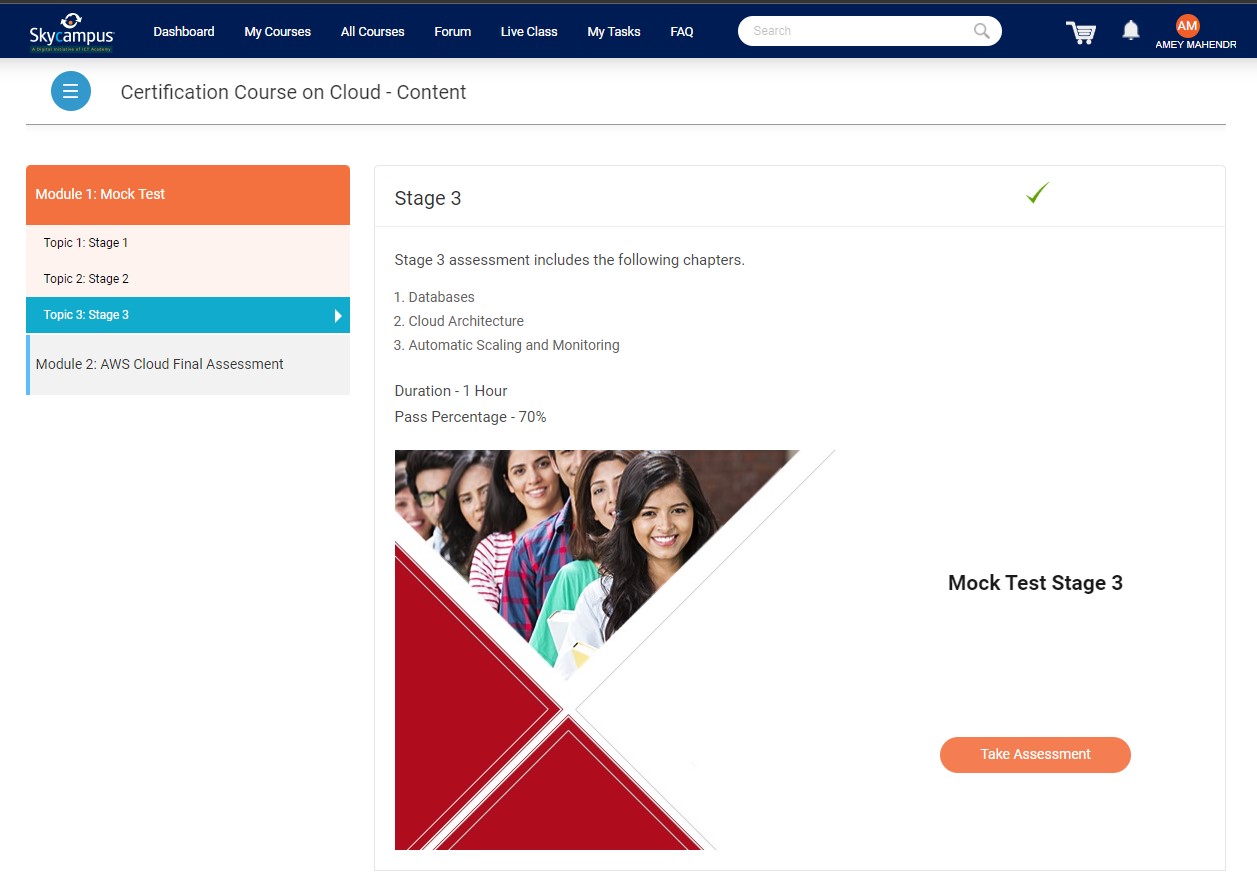 Skycampus
A Digital Initiative of ICT Academy
Dashboard
My Courses
All Courses
Forum
Live Class
My Tasks
FAQ
Search
AM
AMEY MAHENDR
Certification Course on Cloud - Content
Module 1: Mock Test
Topic 1: Stage 1
Topic 2: Stage 2
Topic 3: Stage 3
Module 2: AWS Cloud Final Assessment
Stage 3
Stage 3 assessment includes the following chapters.
1. Databases
2. Cloud Architecture
3. Automatic Scaling and Monitoring
Duration - 1 Hour
Pass Percentage - 70%
Mock Test Stage 3
Take Assessment